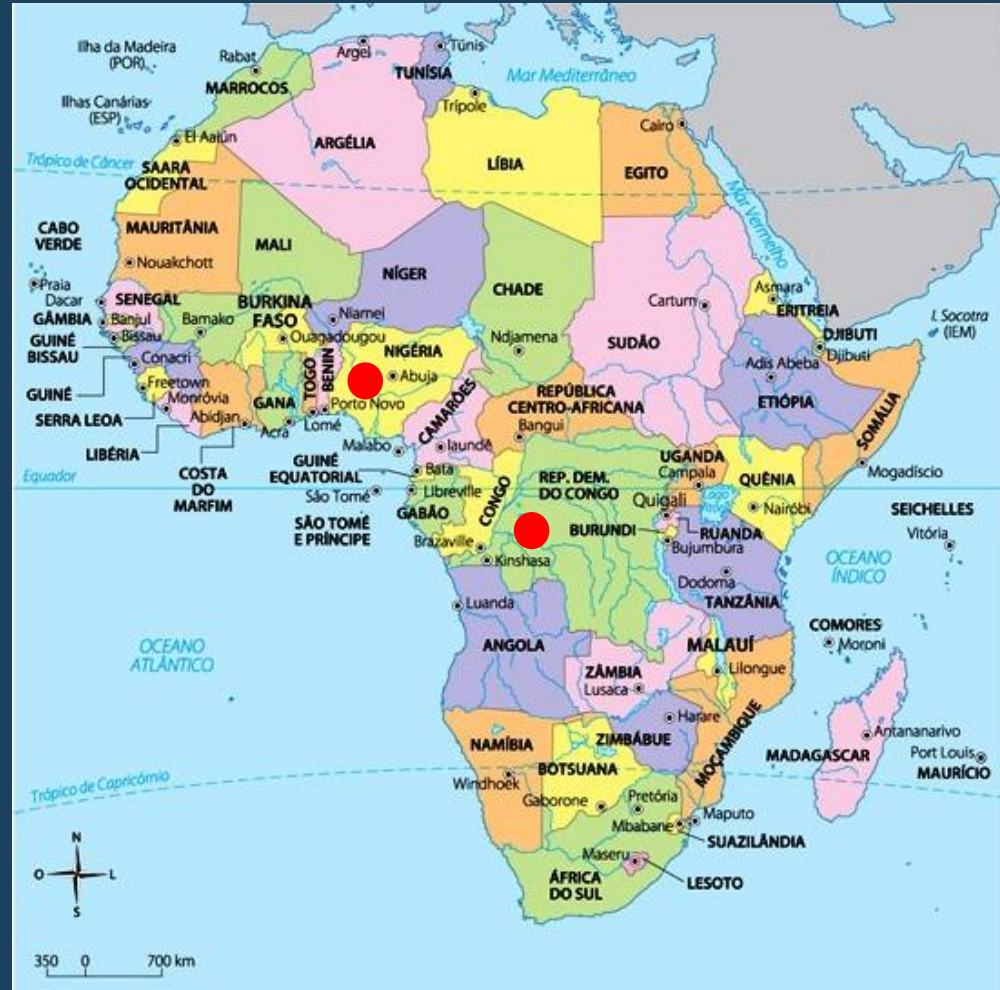 Ilha da Madeira
(POR)
Ilhas Canárias
(ESP)
Rabat
MARROCOS
Argel
Túnis
TUNÍSIA
Mar Mediterrâneo
Trípole
El Aaiún
ARGÉLIA
LÍBIA
Cairo
EGITO
Trópico de Câncer
SAARA
OCIDENTAL
Mar Vermelho
CABO
VERDE
MAURITÂNIA
Nouakchott
MALI
NÍGER
CHADE
Praia
Dacar
SENEGAL
GÂMBIA
Banjul
Bissau
GUINÉ
BISSAU
Bamako
BURKINA
FASO
Ouagadougou
Niamei
Ndjamena
Cartum
SUDÃO
Asmara
ERITREIA
I. Socotra
(IEM)
DJIBUTI
Djibuti
Conacri
GUINÉ
Freetown
SERRA LEOA
Monróvia
LIBÉRIA
Abidjan
COSTA
DO
MARFIM
GANA
Acra
TOGO
BENIN
Lomé
Porto Novo
NIGÉRIA
Abuja
CAMARÕES
REPÚBLICA
CENTRO-AFRICANA
Bangui
Adis Abeba
ETIÓPIA
SOMÁLIA
Mogadíscio
Malabo
Iaundê
GUINÉ
EQUATORIAL
Bata
Equador
São Tomé
SÃO TOMÉ
E PRÍNCIPE
Libreville
GABÃO
CONGO
Brazaville
Kinshasa
REP. DEM.
DO CONGO
UGANDA
Campala
QUÊNIA
Nairóbi
Quigali
Lago
RUANDA
BURUNDI
Bujumbura
SEICHELLES
Vitória
OCEANO
ÍNDICO
Dodoma
TANZÂNIA
Luanda
ANGOLA
COMORES
Moroni
OCEANO
ATLÂNTICO
ZÂMBIA
Lusaca
MALAUÍ
Lilongue
Harare
ZIMBÁBUE
MOÇAMBIQUE
NAMÍBIA
Windhoek
BOTSUANA
Gaborone
MADAGASCAR
Antananarivo
Port Louis
MAURÍCIO
Trópico de Capricórnio
Pretória
Maputo
Mbabane
SUAZILÂNDIA
Maseru
LESOTO
ÁFRICA
DO SUL
N
O
L
S
350 0 700 km